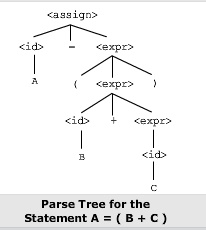 <assign>
<id> = <expr>
A ( <expr> )
<id> + <expr>
B <id>
C
Parse Tree for the
Statement A = ( B + C )